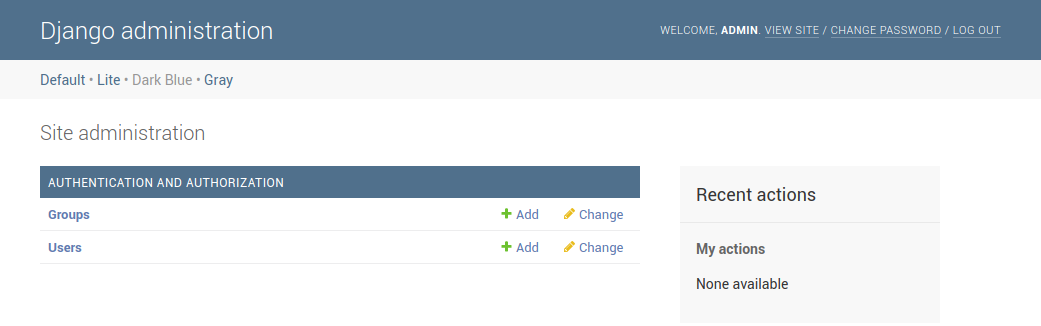 Django administration
WELCOME, ADMIN. VIEW SITE / CHANGE PASSWORD / LOG OUT
Default • Lite • Dark Blue • Gray
Site administration
AUTHENTICATION AND AUTHORIZATION
Groups Add Change
Users Add Change
Recent actions
My actions
None available